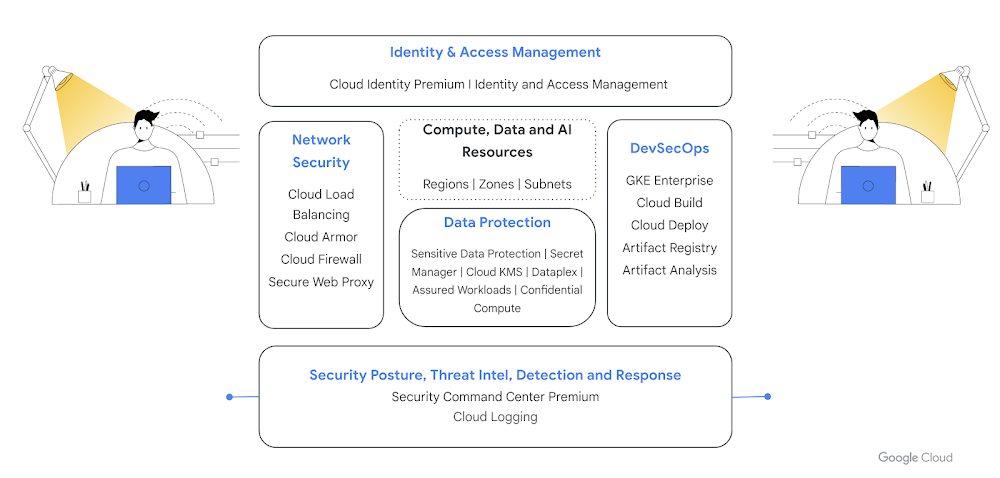 Identity & Access Management
Cloud Identity Premium I Identity and Access Management
Network
Security
Cloud Load
Balancing
Cloud Armor
Cloud Firewall
Secure Web Proxy
Compute, Data and AI
Resources
Regions | Zones | Subnets
Data Protection
Sensitive Data Protection | Secret
Manager | Cloud KMS | Dataplex |
Assured Workloads | Confidential
Compute
DevSecOps
GKE Enterprise
Cloud Build
Cloud Deploy
Artifact Registry
Artifact Analysis
Security Posture, Threat Intel, Detection and Response
Security Command Center Premium
Cloud Logging
Google Cloud